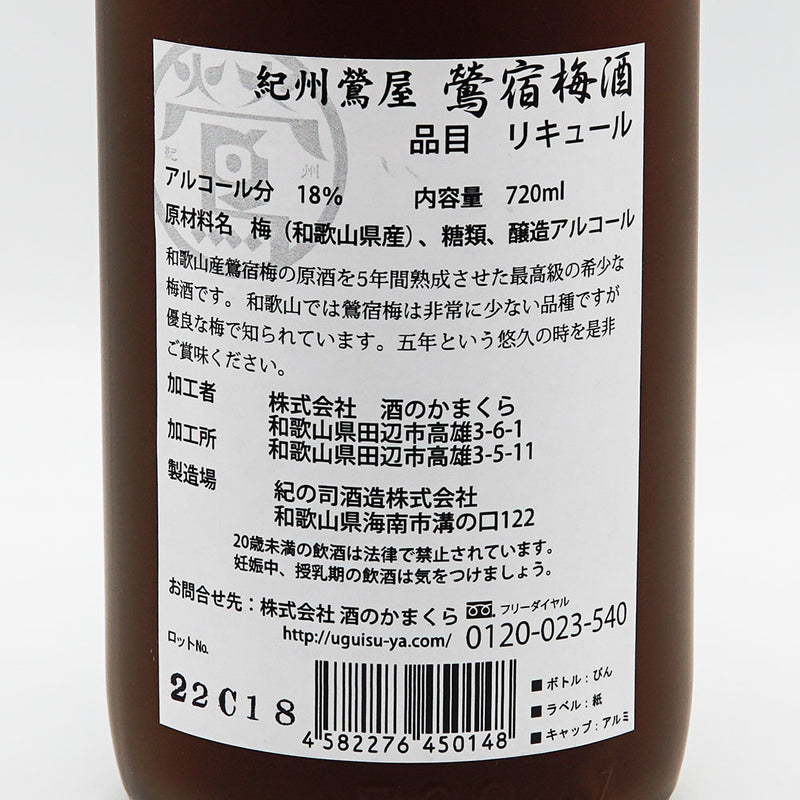 紀州鶯屋 鶯宿梅酒
品目 リキュール
アルコール分 18% 内容量 720ml
原材料名 梅（和歌山県産）、糖類、醸造アルコール
和歌山産鶯宿梅の原酒を5年間熟成させた最高級の希少な
梅酒です。 和歌山では鶯宿梅は非常に少ない品種ですが
優良な梅で知られています。五年という悠久の時を是非
ご賞味ください。
加工者 株式会社 酒のかまくら
和歌山県田辺市高雄3-6-1
加工所 和歌山県田辺市高雄3-5-11
製造場 紀の司酒造株式会社
和歌山県海南市溝の口122
20歳未満の飲酒は法律で禁止されています。
妊娠中、授乳期の飲酒は気をつけましょう。
お問合せ先：株式会社 酒のかまくら フリーダイヤル
http://uguisu-ya.com/ 0120-023-540
ロットNo.
22C18
4 582276 450148
■ボトル：びん
■ラベル：紙
■キャップ：アルミ
紀 州